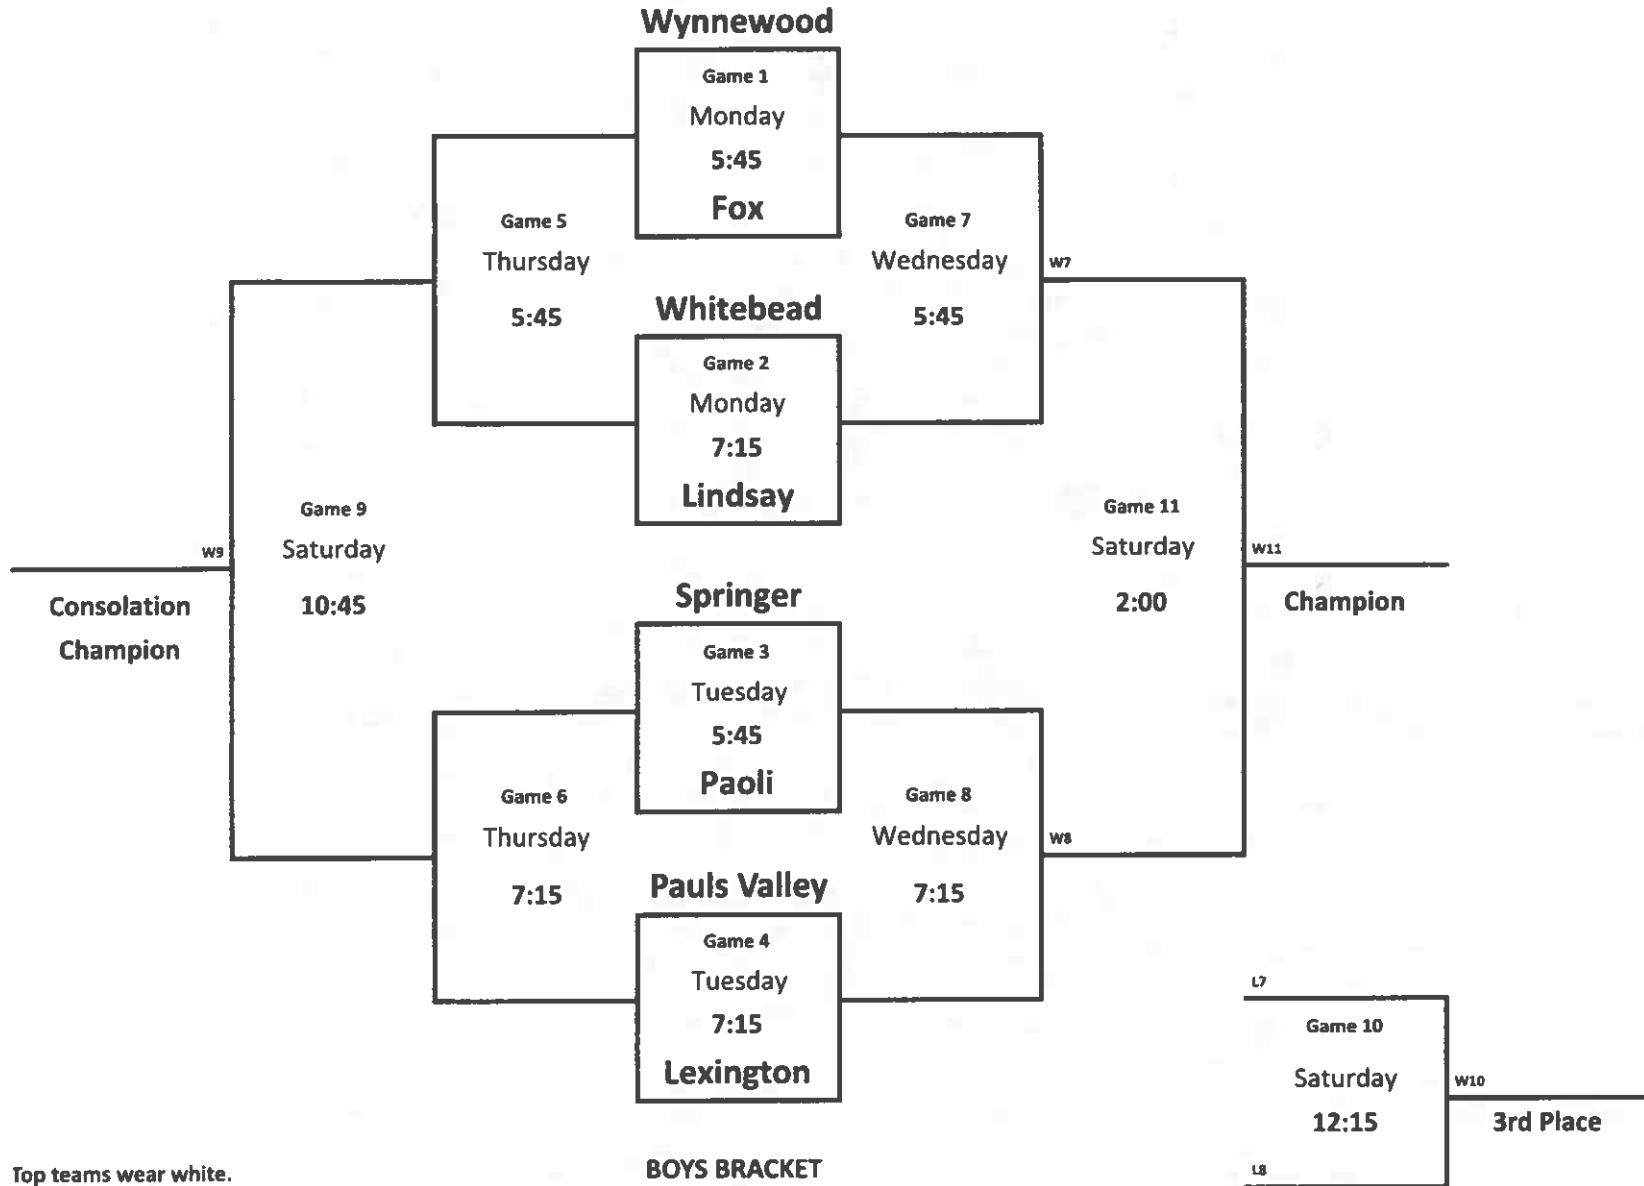 Wynnewood
Game 1
Monday
5:45
Fox
Game 5
Thursday
5:45
Game 7
Wednesday
5:45
W7
Whitebead
Game 2
Monday
7:15
Lindsay
Game 9
Saturday
10:45
W9
Consolation
Champion
Game 11
Saturday
2:00
W11
Champion
Springer
Game 3
Tuesday
5:45
Paoli
Game 6
Thursday
7:15
Game 8
Wednesday
7:15
W8
Pauls Valley
Game 4
Tuesday
7:15
Lexington
L7
Game 10
Saturday
12:15
W10
3rd Place
L8
Top teams wear white.
BOYS BRACKET